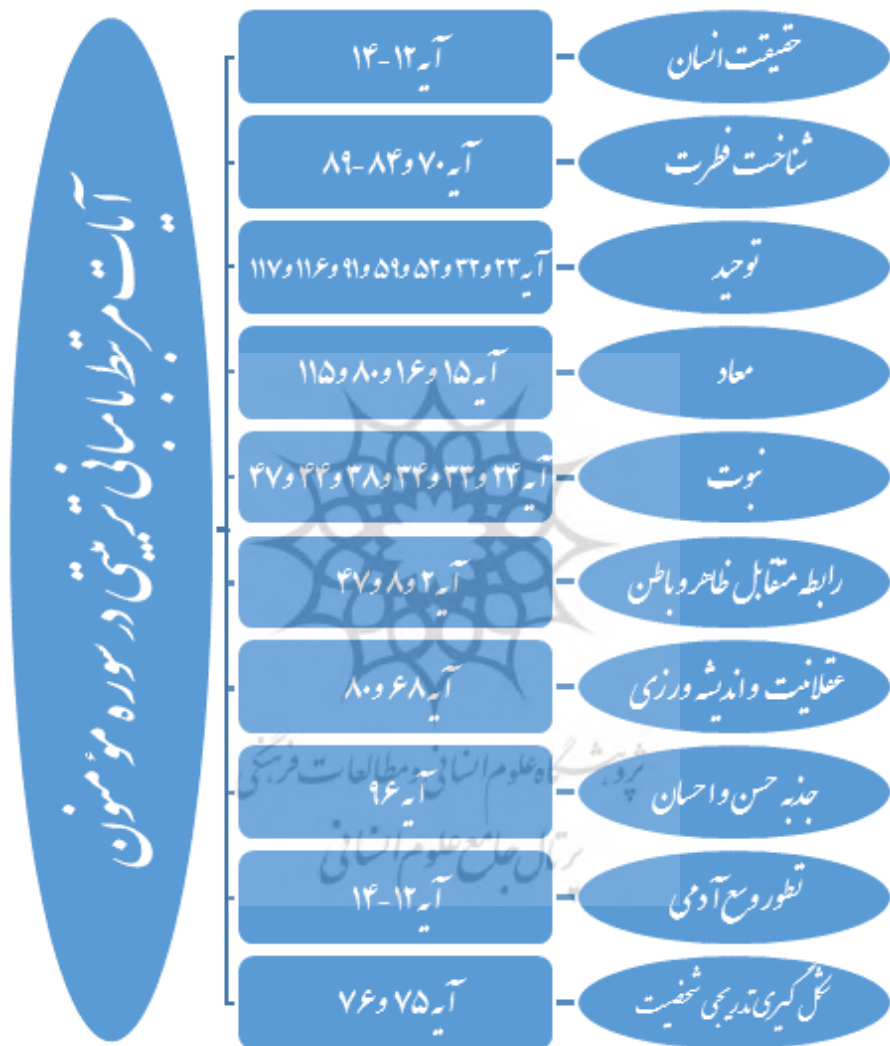 آیات مرتبط با مبانی تربیتی در سوره مؤمنون
حقیقت انسان
آیه ۱۲-۱۴
شناخت فطرت
آیه ۷۰ و ۸۴-۸۹
توحید
آیه ۲۳ و ۳۲ و ۵۲ و ۵۹ و ۹۱ و ۱۱۶ و ۱۱۷
معاد
آیه ۱۵ و ۱۶ و ۸۰ و ۱۱۵
نبوت
آیه ۲۴ و ۳۳ و ۳۴ و ۳۸ و ۴۴ و ۴۷
رابطه متقابل ظاهر و باطن
آیه ۲ و ۸ و ۴۷
عقلانیت و اندیشه ورزی
آیه ۶۸ و ۸۰
جذبه حسن و احسان
آیه ۹۶
تطور وسع آدمی
آیه ۱۲-۱۴
شکل گیری تدریجی شخصیت
آیه ۷۵ و ۷۶
پژوهشگاه علوم انسانی و مطالعات فرهنگی
پرتال جامع علوم انسانی